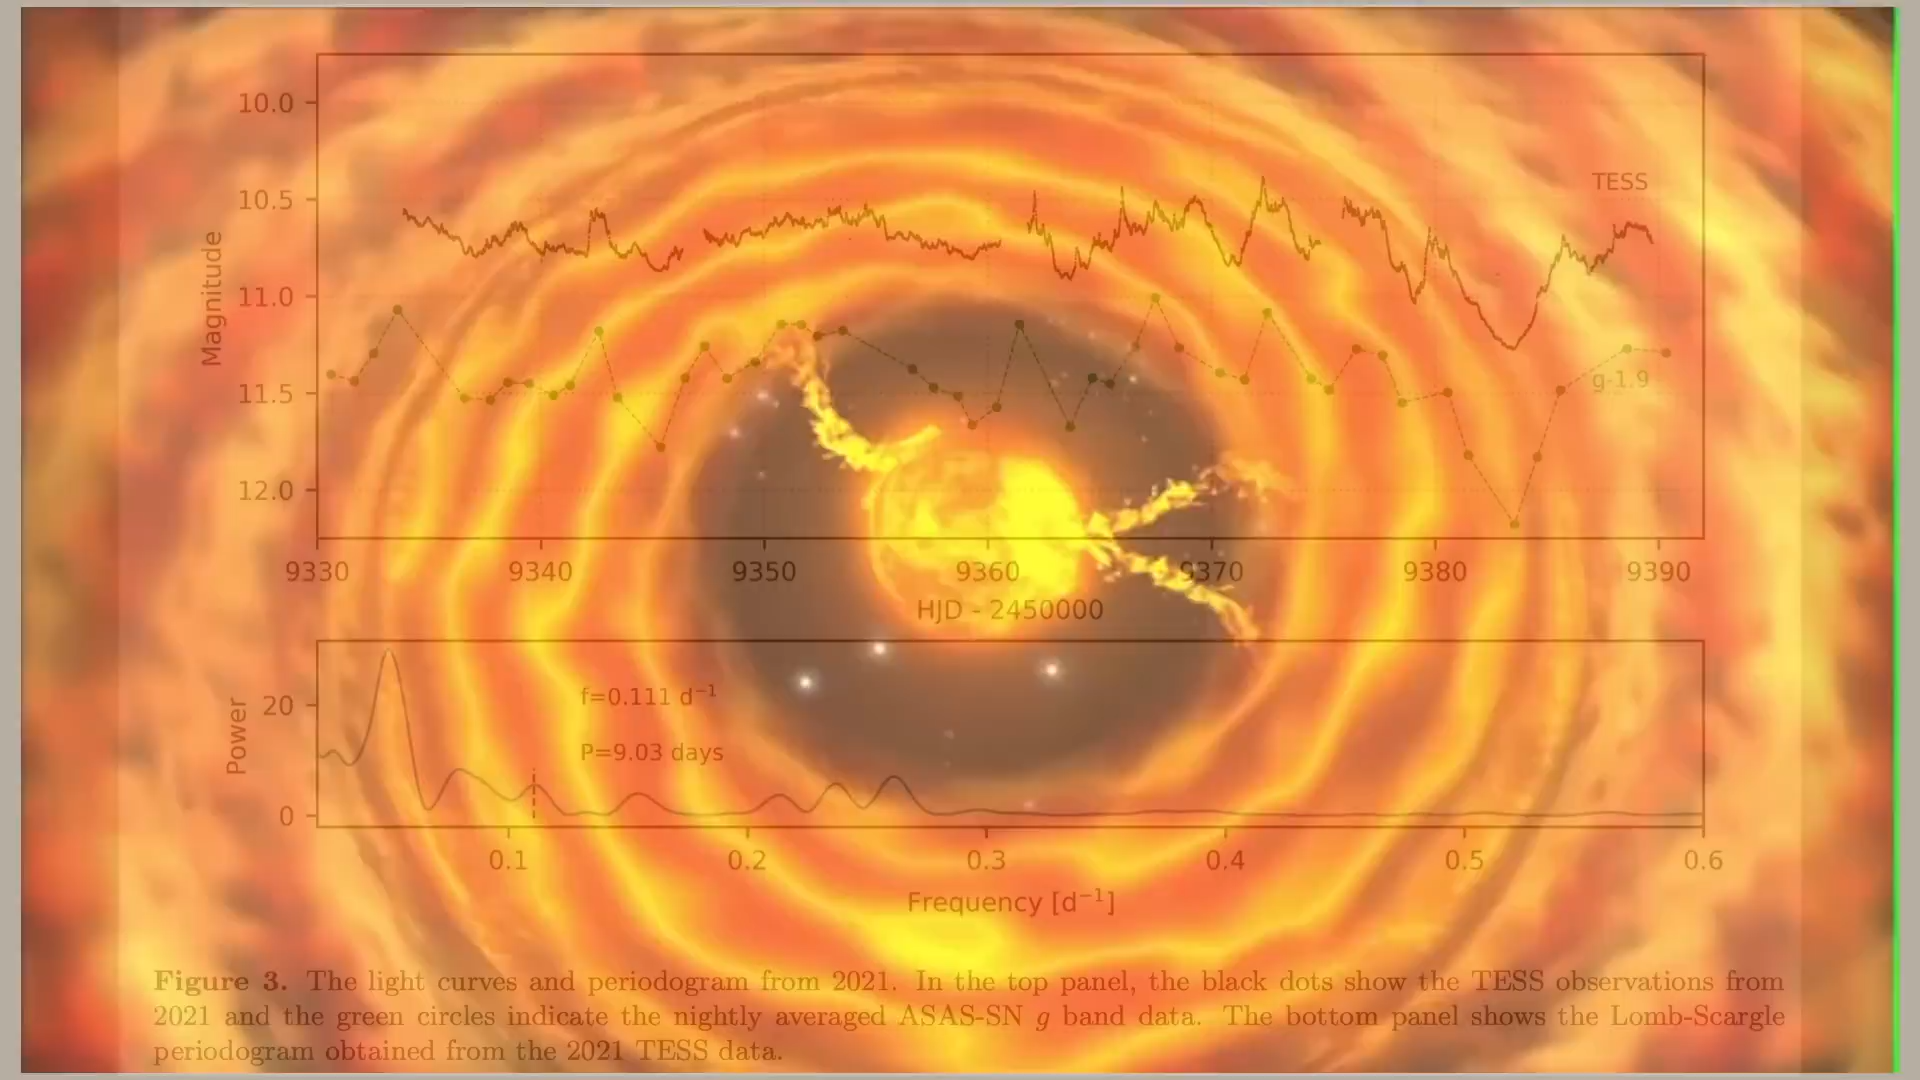 10.0
10.5
TESS
11.0
Magnitude
11.5
g-1.9
12.0
9330 9340 9350 9360 9370 9380 9390
HJD - 2450000
f=0.111 d⁻¹
20
Power
P=9.03 days
0
0.1 0.2 0.3 0.4 0.5 0.6
Frequency [d⁻¹]
Figure 3. The light curves and periodogram from 2021. In the top panel, the black dots show the TESS observations from
2021 and the green circles indicate the nightly averaged ASAS-SN g band data. The bottom panel shows the Lomb-Scargle
periodogram obtained from the 2021 TESS data.